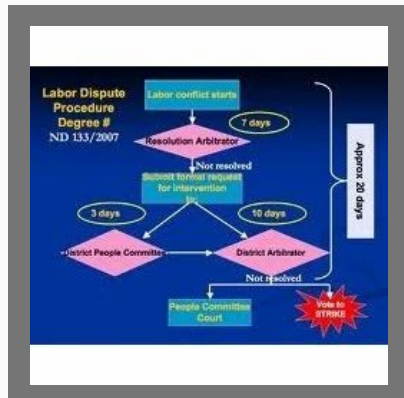 Labor Dispute
Procedure
Degree #
ND 133/2007
Labor conflict starts
7 days
Resolution Arbitrator
Not resolved
Submit formal request
for intervention
to:
3 days
10 days
District People Committee
District Arbitrator
Not resolved
People Committee
Court
Vote to
STRIKE
Approx 20 days